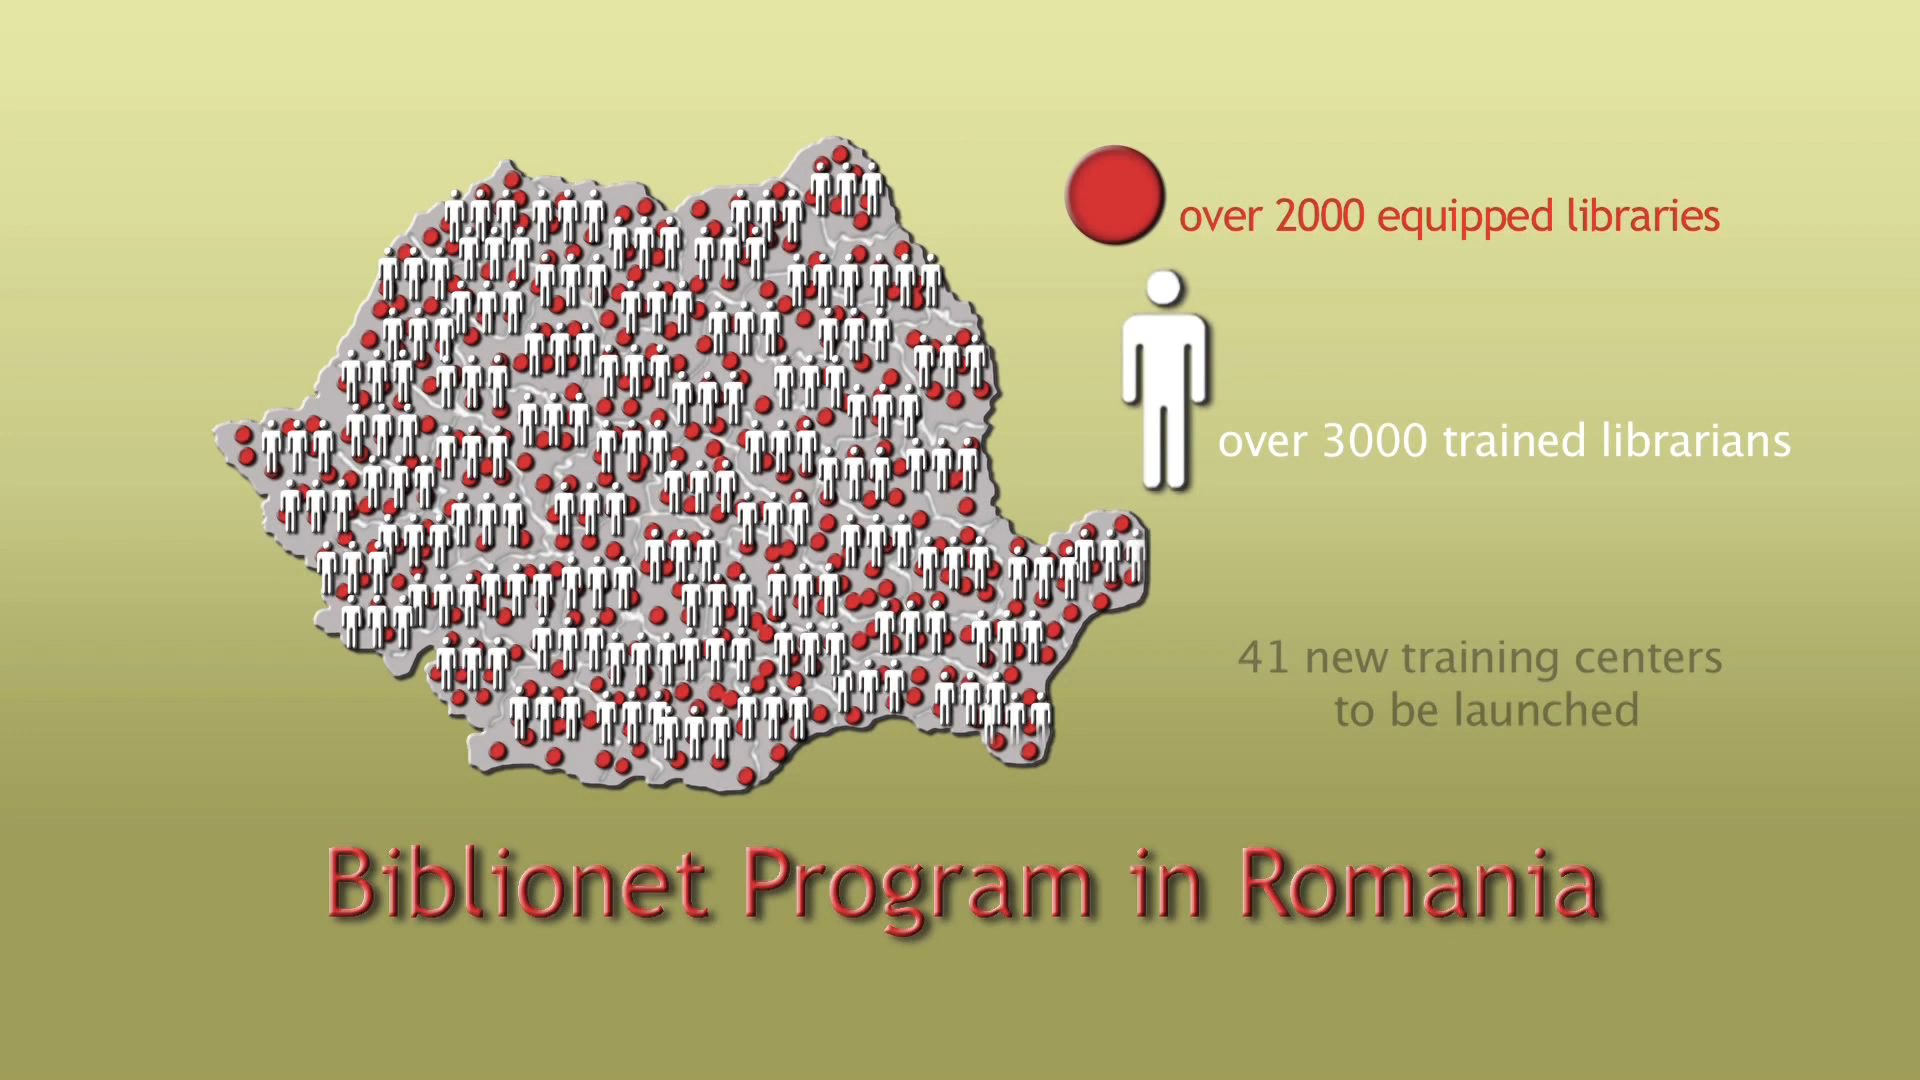 over 2000 equipped libraries
over 3000 trained librarians
41 new training centers
to be launched
Biblionet Program in Romania